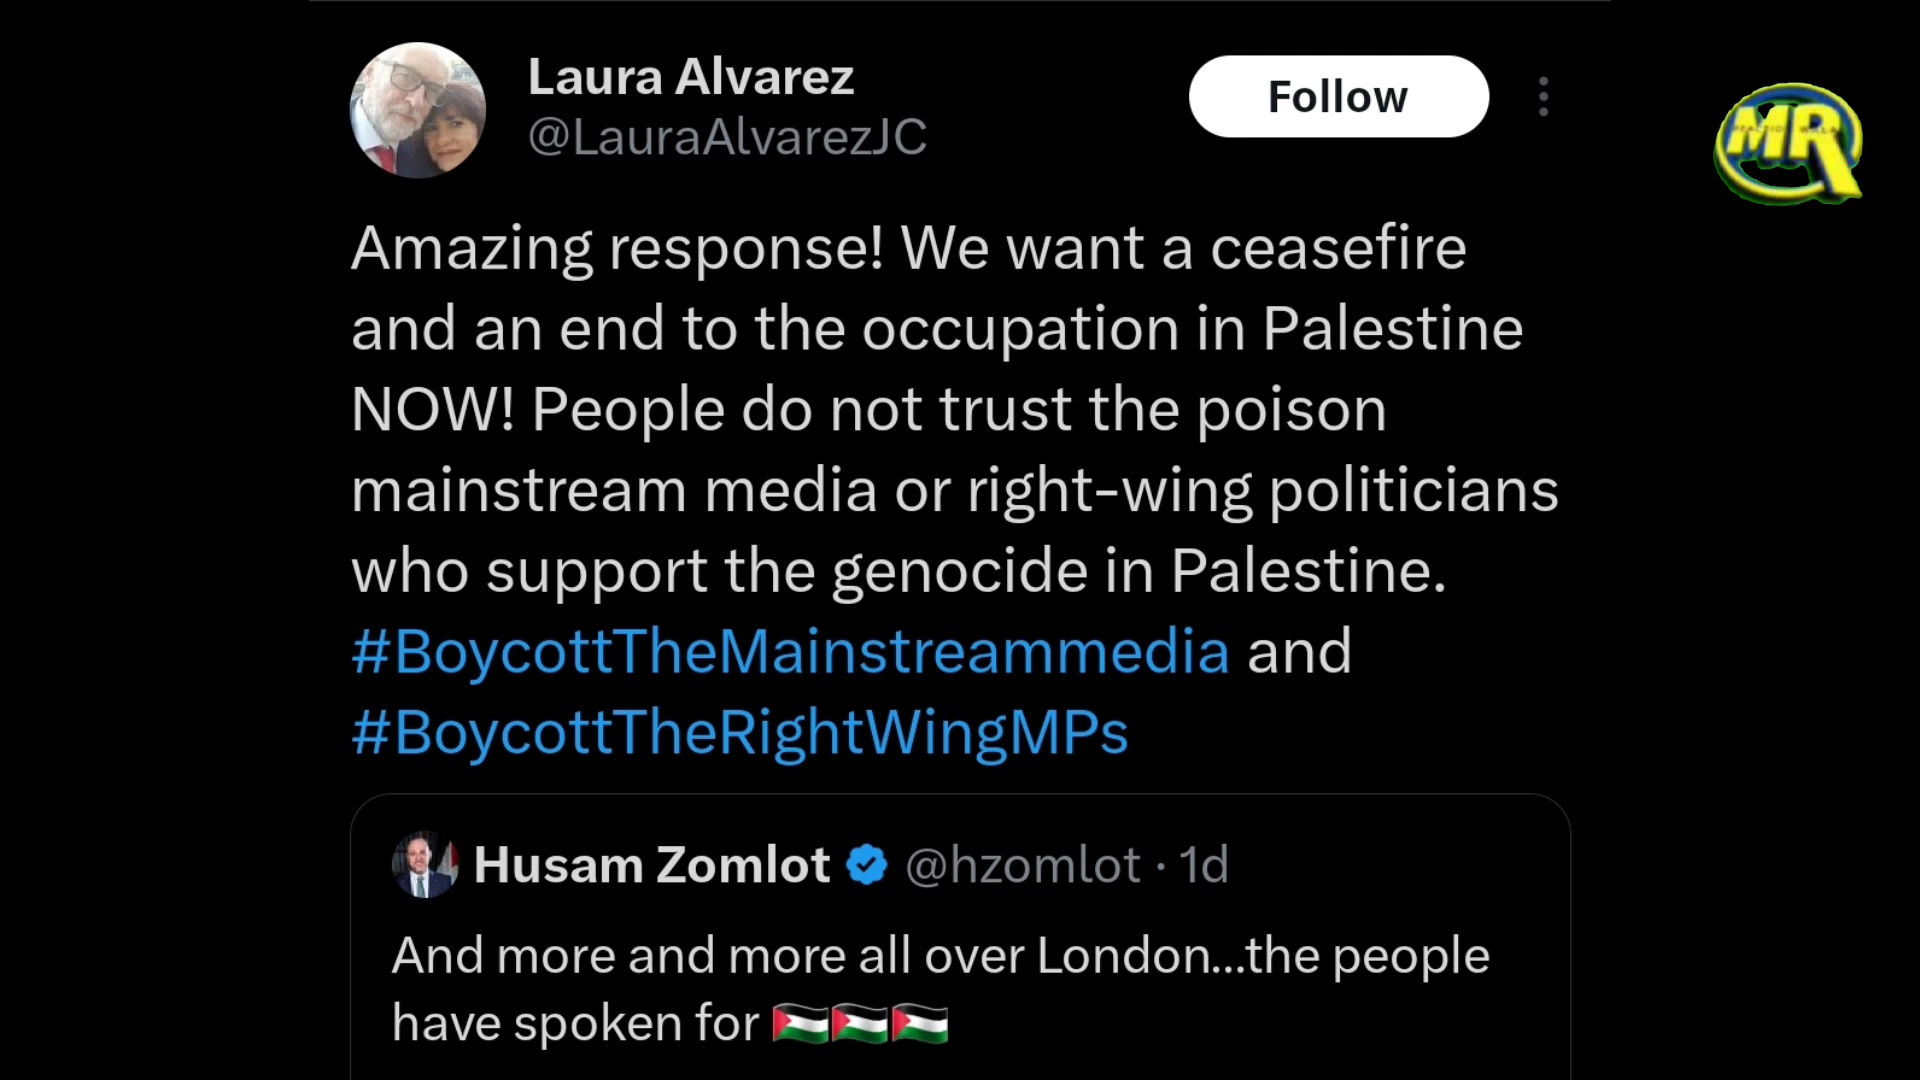 Laura Alvarez
@LauraAlvarezJC
Follow
MR
Amazing response! We want a ceasefire
and an end to the occupation in Palestine
NOW! People do not trust the poison
mainstream media or right-wing politicians
who support the genocide in Palestine.
#BoycottTheMainstreammedia and
#BoycottTheRightWingMPs
Husam Zomlot @hzomlot · 1d
And more and more all over London...the people
have spoken for 🇵🇸🇵🇸🇵🇸